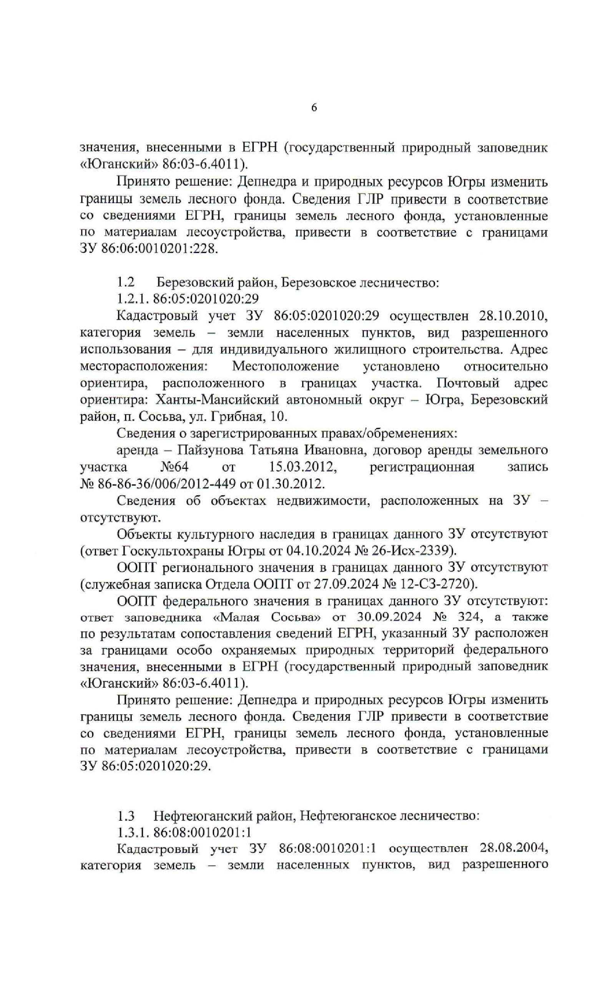 6
значения, внесенными в ЕГРН (государственный природный заповедник
«Юганский» 86:03-6.4011).
Принято решение: Депнедра и природных ресурсов Югры изменить
границы земель лесного фонда. Сведения ГЛР привести в соответствие
со сведениями ЕГРН, границы земель лесного фонда, установленные
по материалам лесоустройства, привести в соответствие с границами
ЗУ 86:06:0010201:228.
1.2 Березовский район, Березовское лесничество:
1.2.1. 86:05:0201020:29
Кадастровый учет ЗУ 86:05:0201020:29 осуществлен 28.10.2010,
категория земель – земли населенных пунктов, вид разрешенного
использования – для индивидуального жилищного строительства. Адрес
месторасположения: Местоположение установлено относительно
ориентира, расположенного в границах участка. Почтовый адрес
ориентира: Ханты-Мансийский автономный округ – Югра, Березовский
район, п. Сосьва, ул. Грибная, 10.
Сведения о зарегистрированных правах/обременениях:
аренда – Пайзунова Татьяна Ивановна, договор аренды земельного
участка №64 от 15.03.2012, регистрационная запись
№ 86-86-36/006/2012-449 от 01.30.2012.
Сведения об объектах недвижимости, расположенных на ЗУ –
отсутствуют.
Объекты культурного наследия в границах данного ЗУ отсутствуют
(ответ Госкультохраны Югры от 04.10.2024 № 26-Исх-2339).
ООПТ регионального значения в границах данного ЗУ отсутствуют
(служебная записка Отдела ООПТ от 27.09.2024 № 12-СЗ-2720).
ООПТ федерального значения в границах данного ЗУ отсутствуют:
ответ заповедника «Малая Сосьва» от 30.09.2024 № 324, а также
по результатам сопоставления сведений ЕГРН, указанный ЗУ расположен
за границами особо охраняемых природных территорий федерального
значения, внесенными в ЕГРН (государственный природный заповедник
«Юганский» 86:03-6.4011).
Принято решение: Депнедра и природных ресурсов Югры изменить
границы земель лесного фонда. Сведения ГЛР привести в соответствие
со сведениями ЕГРН, границы земель лесного фонда, установленные
по материалам лесоустройства, привести в соответствие с границами
ЗУ 86:05:0201020:29.
1.3 Нефтеюганский район, Нефтеюганское лесничество:
1.3.1. 86:08:0010201:1
Кадастровый учет ЗУ 86:08:0010201:1 осуществлен 28.08.2004,
категория земель – земли населенных пунктов, вид разрешенного